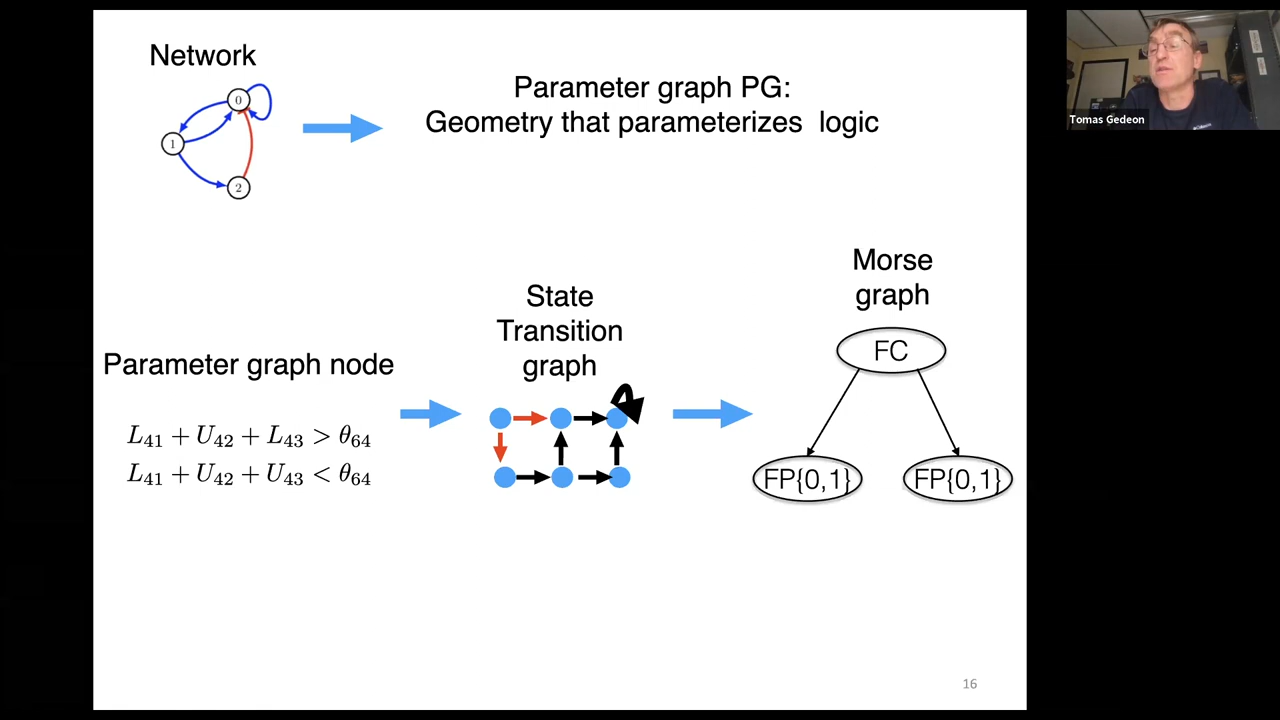 Network
0
1
2
Parameter graph PG:
Geometry that parameterizes logic
Tomas Gedeon
Parameter graph node
L₄₁ + U₄₂ + L₄₃ > θ₆₄
L₄₁ + U₄₂ + U₄₃ < θ₆₄
State
Transition
graph
Morse
graph
FC
FP{0,1}
FP{0,1}
16